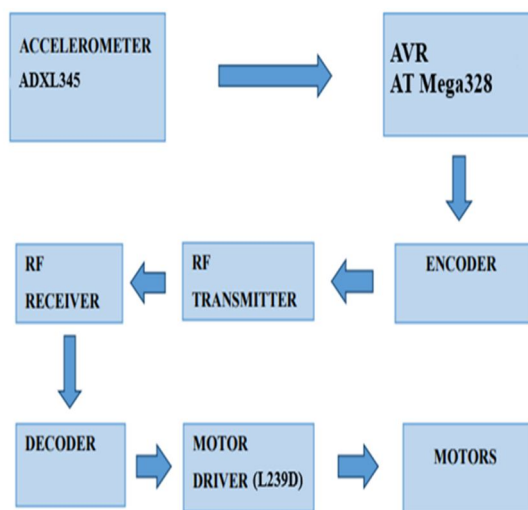 ACCELEROMETER
ADXL345
AVR
AT Mega328
ENCODER
RF
TRANSMITTER
RF
RECEIVER
DECODER
MOTOR
DRIVER (L239D)
MOTORS